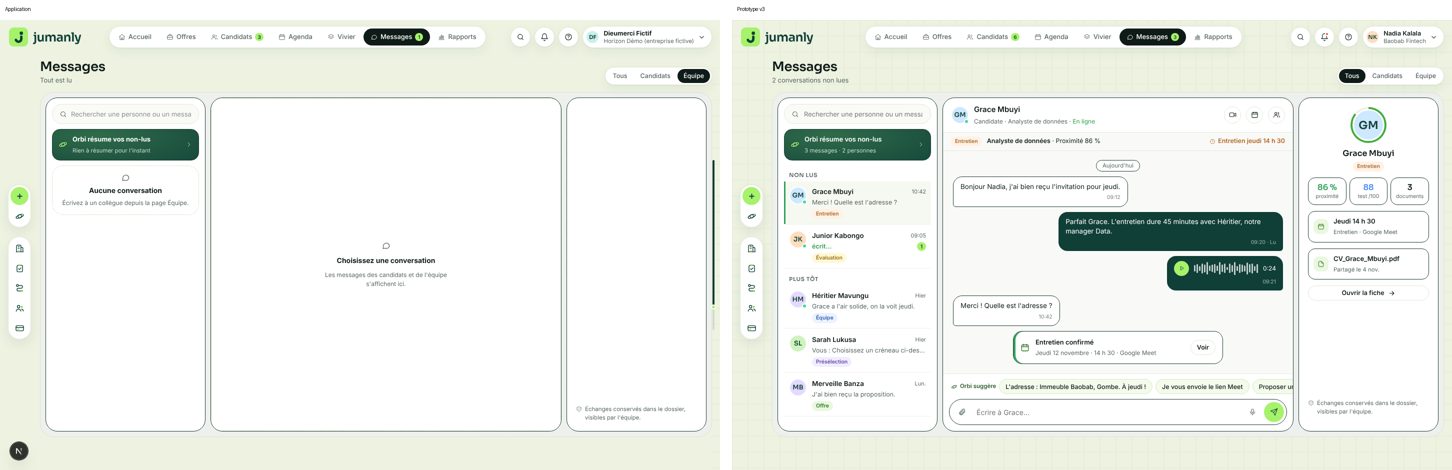 Application
jumanly
Accueil
Offres
Candidats 3
Agenda
Vivier
Messages 1
Rapports
DF
Dieumerci Fictif
Horizon Démo (entreprise fictive)
Messages
Tout est lu
Tous
Candidats
Équipe
Rechercher une personne ou un messa
Orbi résume vos non-lus
Rien à résumer pour l'instant
Aucune conversation
Écrivez à un collègue depuis la page Équipe.
Choisissez une conversation
Les messages des candidats et de l'équipe
s'affichent ici.
Échanges conservés dans le dossier,
visibles par l'équipe.
N
Prototype v3
jumanly
Accueil
Offres
Candidats 6
Agenda
Vivier
Messages
Rapports
NK
Nadia Kalala
Baobab Fintech
Messages
2 conversations non lues
Tous
Candidats
Équipe
Rechercher une personne ou un messa
Orbi résume vos non-lus
3 messages · 2 personnes
NON LUS
GM
Grace Mbuyi
10:42
Merci ! Quelle est l'adresse ?
Entretien
JK
Junior Kabongo
09:05
écrit...
1
Évaluation
PLUS TÔT
HM
Héritier Mavungu
Hier
Grace a l'air solide, on la voit jeudi.
Équipe
SL
Sarah Lukusa
Hier
Vous : Choisissez un créneau ci-des...
Présélection
MB
Merveille Banza
Lun.
J'ai bien reçu la proposition.
Offre
GM
Grace Mbuyi
Candidate · Analyste de données · En ligne
Entretien
Analyste de données · Proximité 86 %
Entretien jeudi 14 h 30
Aujourd'hui
Bonjour Nadia, j'ai bien reçu l'invitation pour jeudi.
09:12
Parfait Grace. L'entretien dure 45 minutes avec Héritier, notre
manager Data.
09:20 · Lu
0:24
09:21
Merci ! Quelle est l'adresse ?
10:42
Entretien confirmé
Jeudi 12 novembre · 14 h 30 · Google Meet
Voir
Orbi suggère
L'adresse : Immeuble Baobab, Gombe. À jeudi !
Je vous envoie le lien Meet
Proposer un
Écrire à Grace...
GM
Grace Mbuyi
Entretien
86 %
proximité
88
test /100
3
documents
Jeudi 14 h 30
Entretien · Google Meet
CV_Grace_Mbuyi.pdf
Partagé le 4 nov.
Ouvrir la fiche →
Échanges conservés dans le dossier,
visibles par l'équipe.